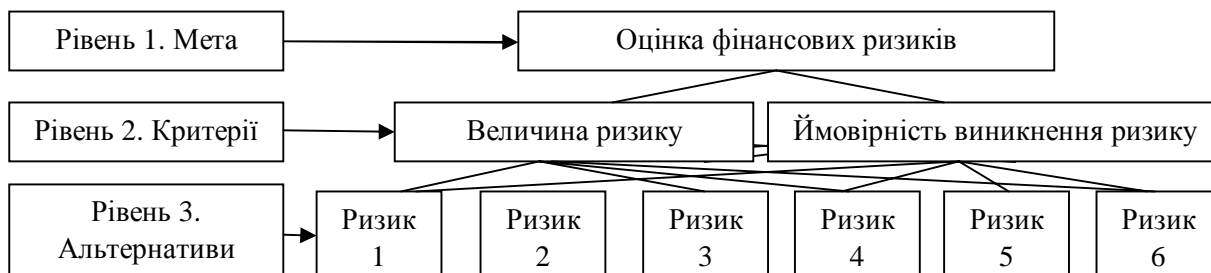 Рівень 1. Мета
Оцінка фінансових ризиків
Рівень 2. Критерії
Величина ризику
Ймовірність виникнення ризику
Рівень 3.
Альтернативи
Ризик
1
Ризик
2
Ризик
3
Ризик
4
Ризик
5
Ризик
6